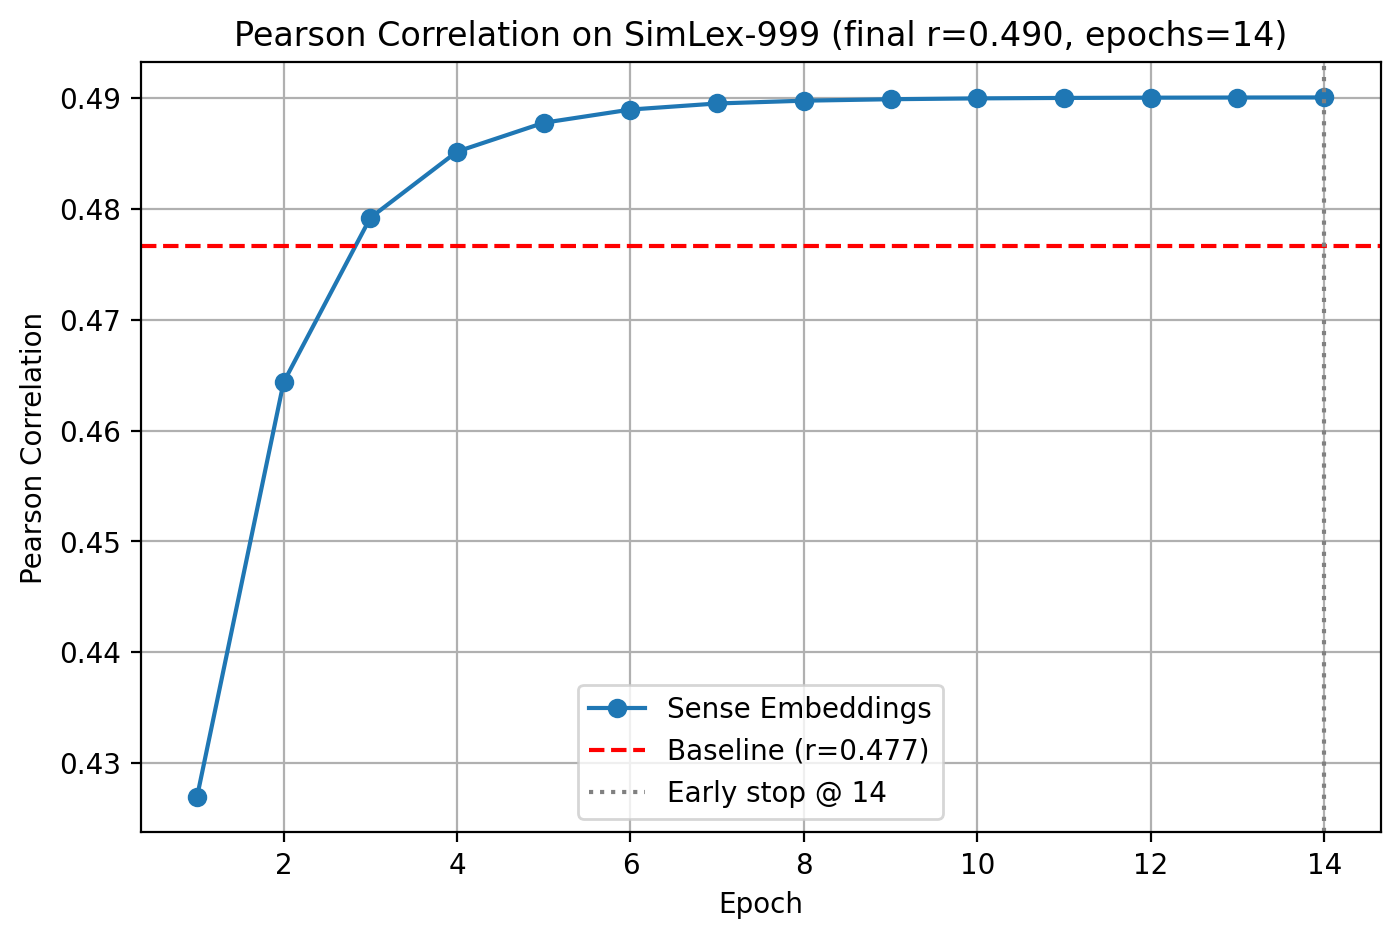 Pearson Correlation on SimLex-999 (final r=0.490, epochs=14)
Pearson Correlation
0.49
0.48
0.47
0.46
0.45
0.44
0.43
Sense Embeddings
Baseline (r=0.477)
Early stop @ 14
2 4 6 8 10 12 14
Epoch